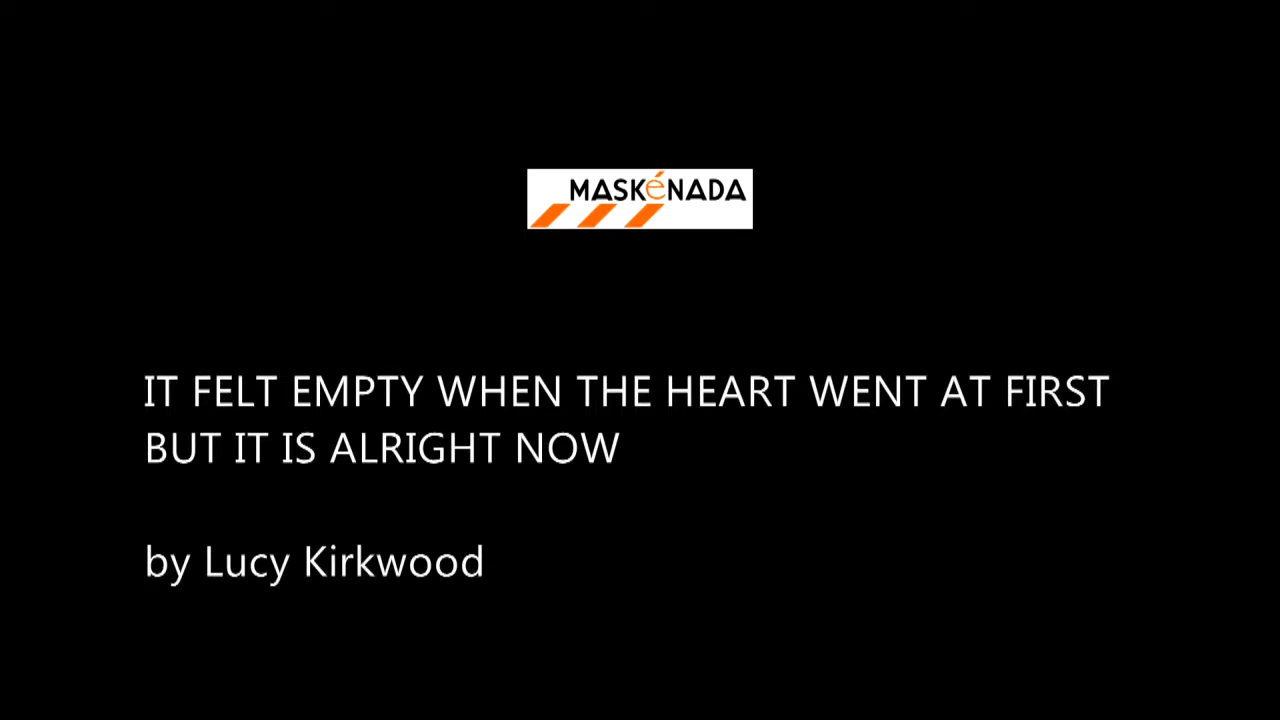 MASKéNADA
IT FELT EMPTY WHEN THE HEART WENT AT FIRST
BUT IT IS ALRIGHT NOW
by Lucy Kirkwood